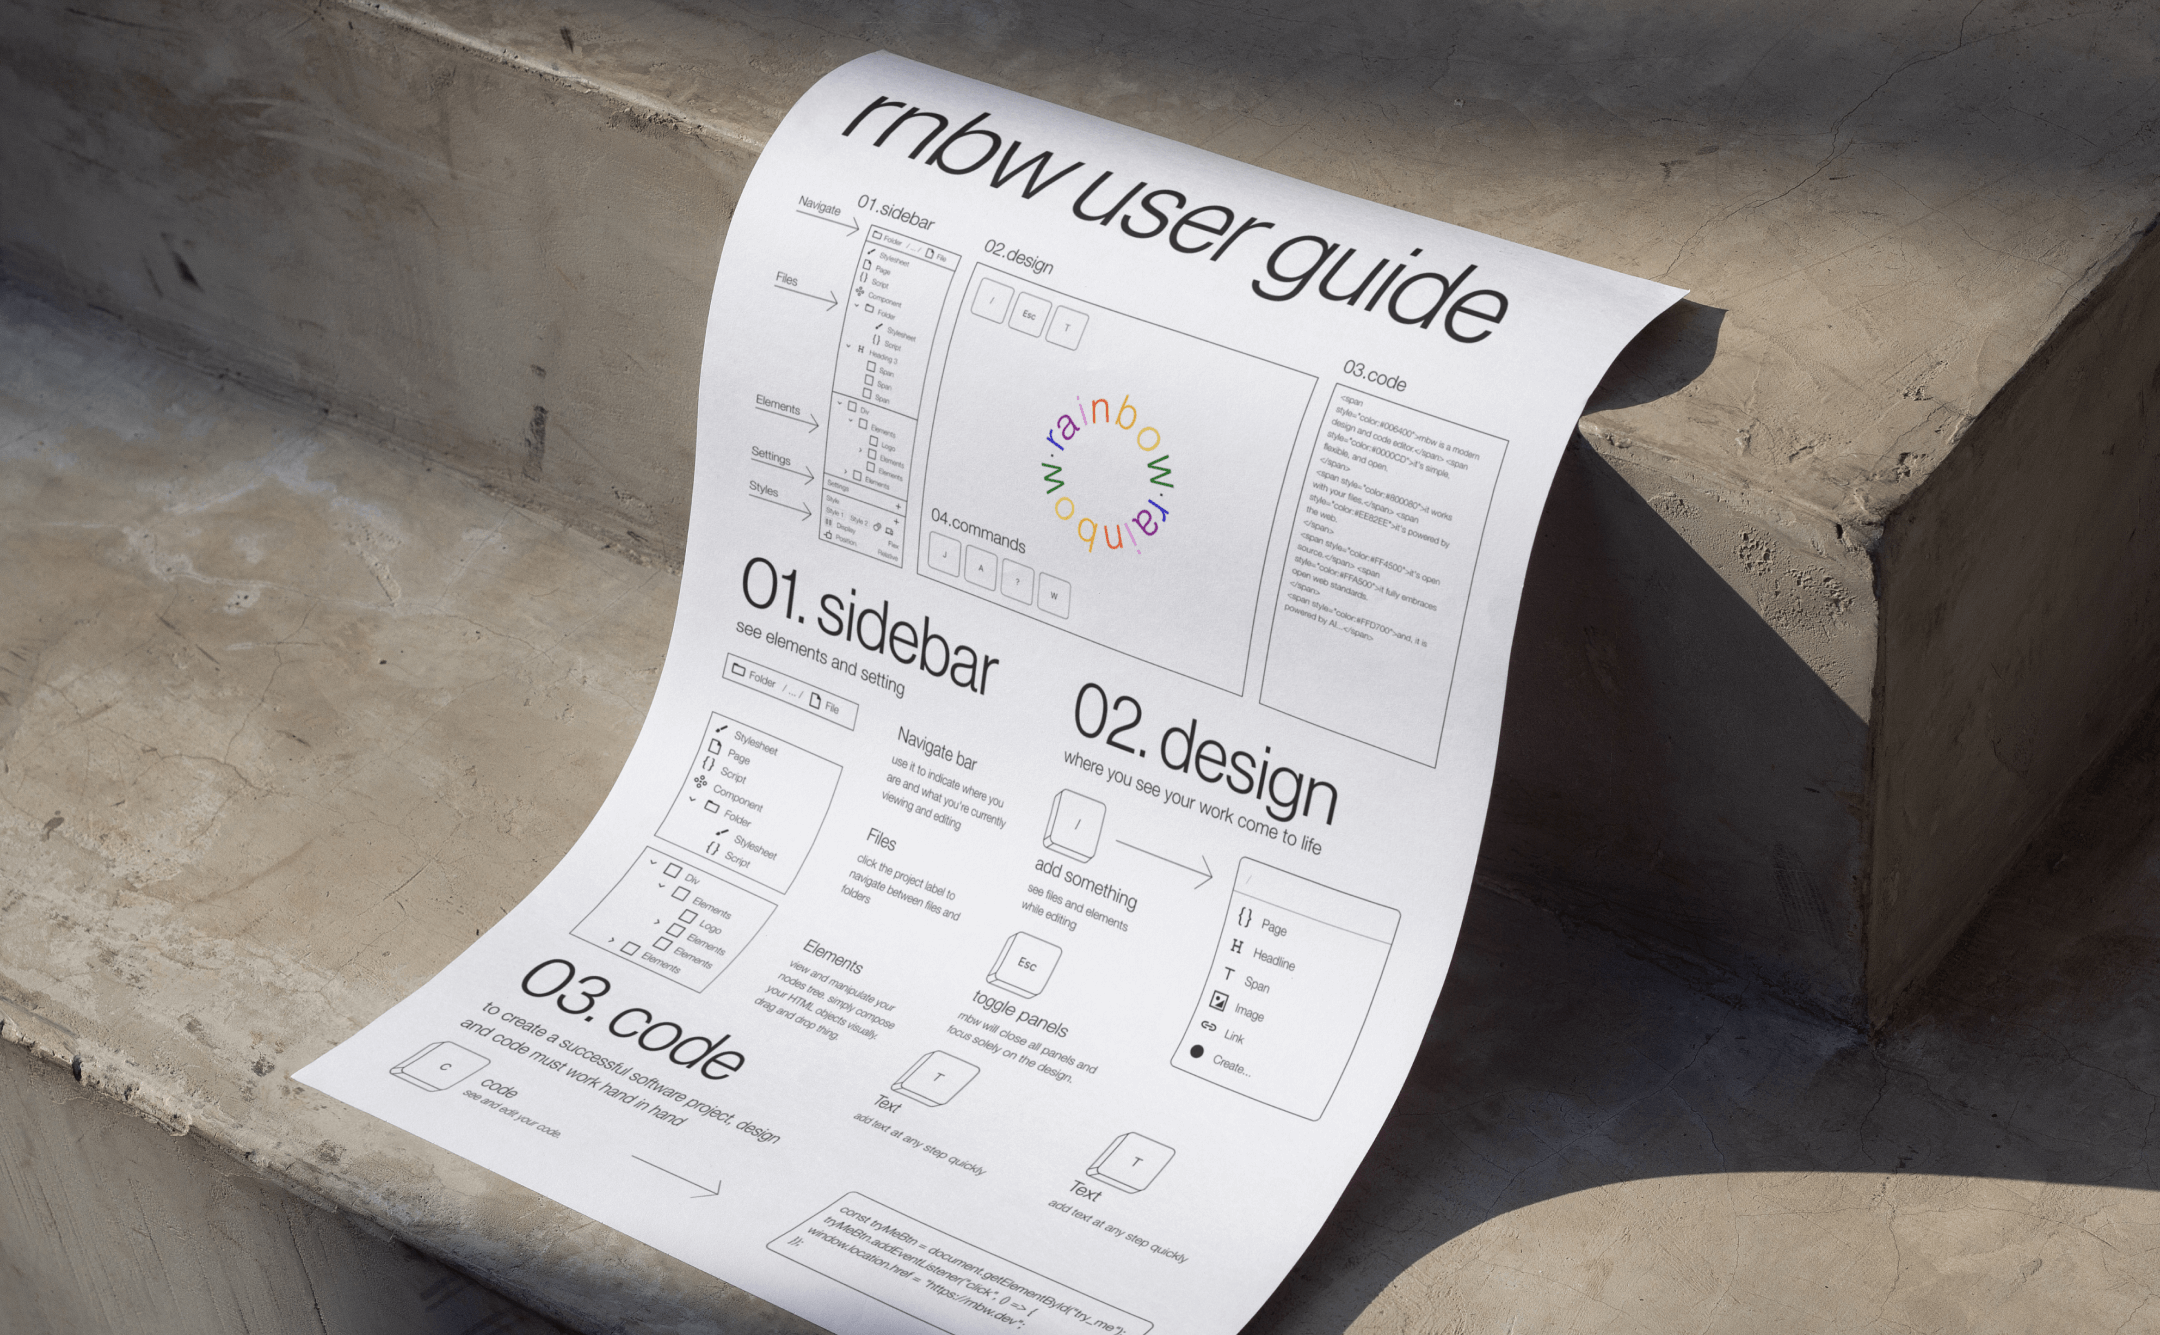 rnbw user guide
Navigate
Files
Elements
Settings
Styles
01.sidebar
Folder / ... / File
Stylesheet
Page
Script
Component
Folder
Stylesheet
Script
Heading 3
Span
Span
Span
Div
Elements
Logo
Elements
Elements
Elements
Settings +
Style +
Style 1 Style 2
Display Flex
Position Relative
02.design
/ Esc T
rainbow·rainbow·
04.commands
J A ? W
03.code
<span
style="color:#006400">rnbw is a modern
design and code editor.</span> <span
style="color:#0000CD">it's simple,
flexible, and open.
</span>
<span style="color:#800080">it works
with your files.</span> <span
style="color:#EE82EE">it's powered by
the web.
</span>
<span style="color:#FF4500">it's open
source.</span> <span
style="color:#FFA500">it fully embraces
open web standards.
</span>
<span style="color:#FFD700">and, it is
powered by AI...</span>
01. sidebar
see elements and setting
Folder / ... / File
Stylesheet
Page
Script
Component
Folder
Stylesheet
Script
Div
Elements
Logo
Elements
Elements
Elements
Navigate bar
use it to indicate where you
are and what you're currently
viewing and editing
Files
click the project label to
navigate between files and
folders
Elements
view and manipulate your
nodes tree. simply compose
your HTML objects visually.
drag and drop thing.
02. design
where you see your work come to life
/
add something
see files and elements
while editing
Esc
toggle panels
rnbw will close all panels and
focus solely on the design.
T
Text
add text at any step quickly
/
Page
Headline
Span
Image
Link
Create...
T
Text
add text at any step quickly
03. code
to create a successful software project, design
and code must work hand in hand
C
code
see and edit your code.
const tryMeBtn = document.getElementById("try_me");
tryMeBtn.addEventListener("click", () => {
window.location.href = "https://rnbw.dev";
});